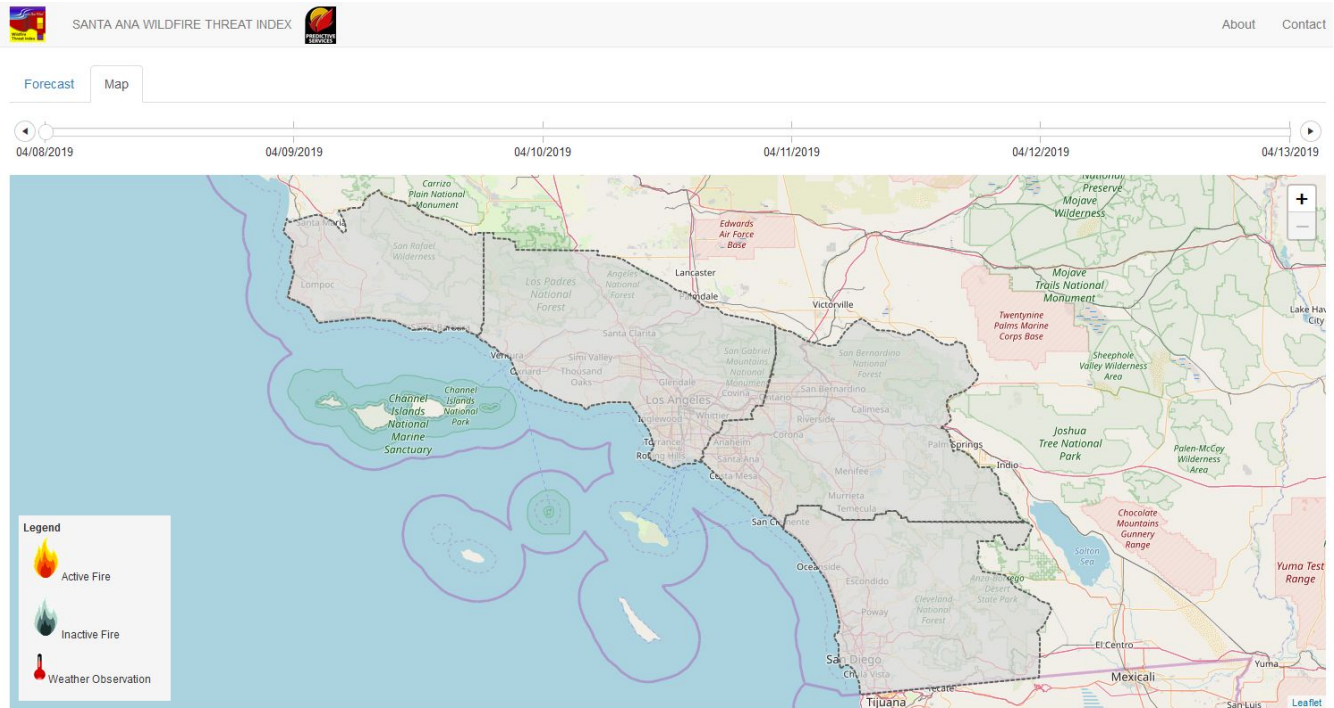 SANTA ANA WILDFIRE THREAT INDEX
PREDICTIVE
SERVICES
About
Contact
Forecast
Map
04/08/2019
04/09/2019
04/10/2019
04/11/2019
04/12/2019
04/13/2019
Carrizo
Plain National
Monument
National
Preserve
Mojave
Wilderness
+
−
Edwards
Air Force
Base
Santa Maria
San Rafael
Wilderness
Lompoc
Los Padres
National
Forest
Angeles
National
Forest
Lancaster
Palmdale
Victorville
Mojave
Trails National
Monument
Lake Hav
City
Twentynine
Palms Marine
Corps Base
Santa Clarita
Ventura
Simi Valley
Oxnard
Thousand
Oaks
Glendale
San Gabriel
Mountains
National
Monument
San Bernardino
National
Forest
Sheephole
Valley Wilderness
Area
Channel
Islands
National
Marine
Sanctuary
Channel
Islands
National
Park
Los Angeles
Covina
Ontario
San Bernardino
Inglewood
Whittier
Riverside
Calimesa
Torrance
Anaheim
Corona
Rolling Hills
Santa Ana
Costa Mesa
Palm Springs
Indio
Joshua
Tree National
Park
Palen-McCoy
Wilderness
Area
Menifee
Murrieta
Temecula
San Clemente
Chocolate
Mountains
Gunnery
Range
Salton
Sea
Yuma Test
Range
Oceanside
Escondido
Anza-Borrego
Desert
State Park
Poway
Cleveland
National
Forest
San Diego
Chula Vista
El Centro
Mexicali
Yuma
Tijuana
Tecate
San Luis
Legend
Active Fire
Inactive Fire
Weather Observation
Leaflet